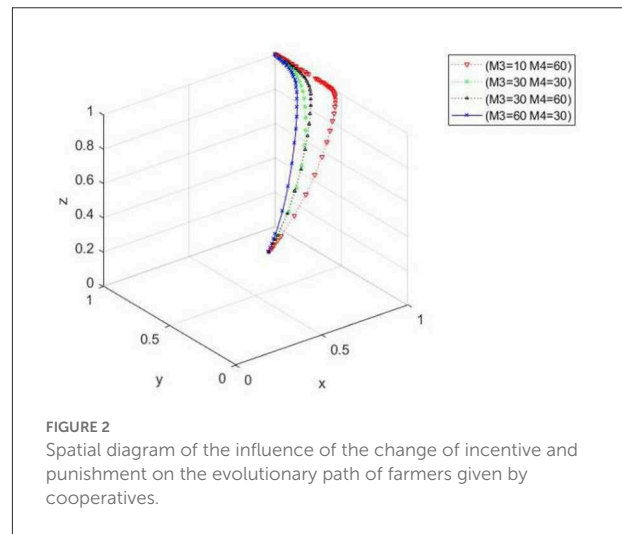 (M3=10 M4=60)
(M3=30 M4=30)
(M3=30 M4=60)
(M3=60 M4=30)
1
0.8
0.6
0.4
0.2
0
z
1
0.5
0
y
0
0.5
1
x
FIGURE 2
Spatial diagram of the influence of the change of incentive and
punishment on the evolutionary path of farmers given by
cooperatives.